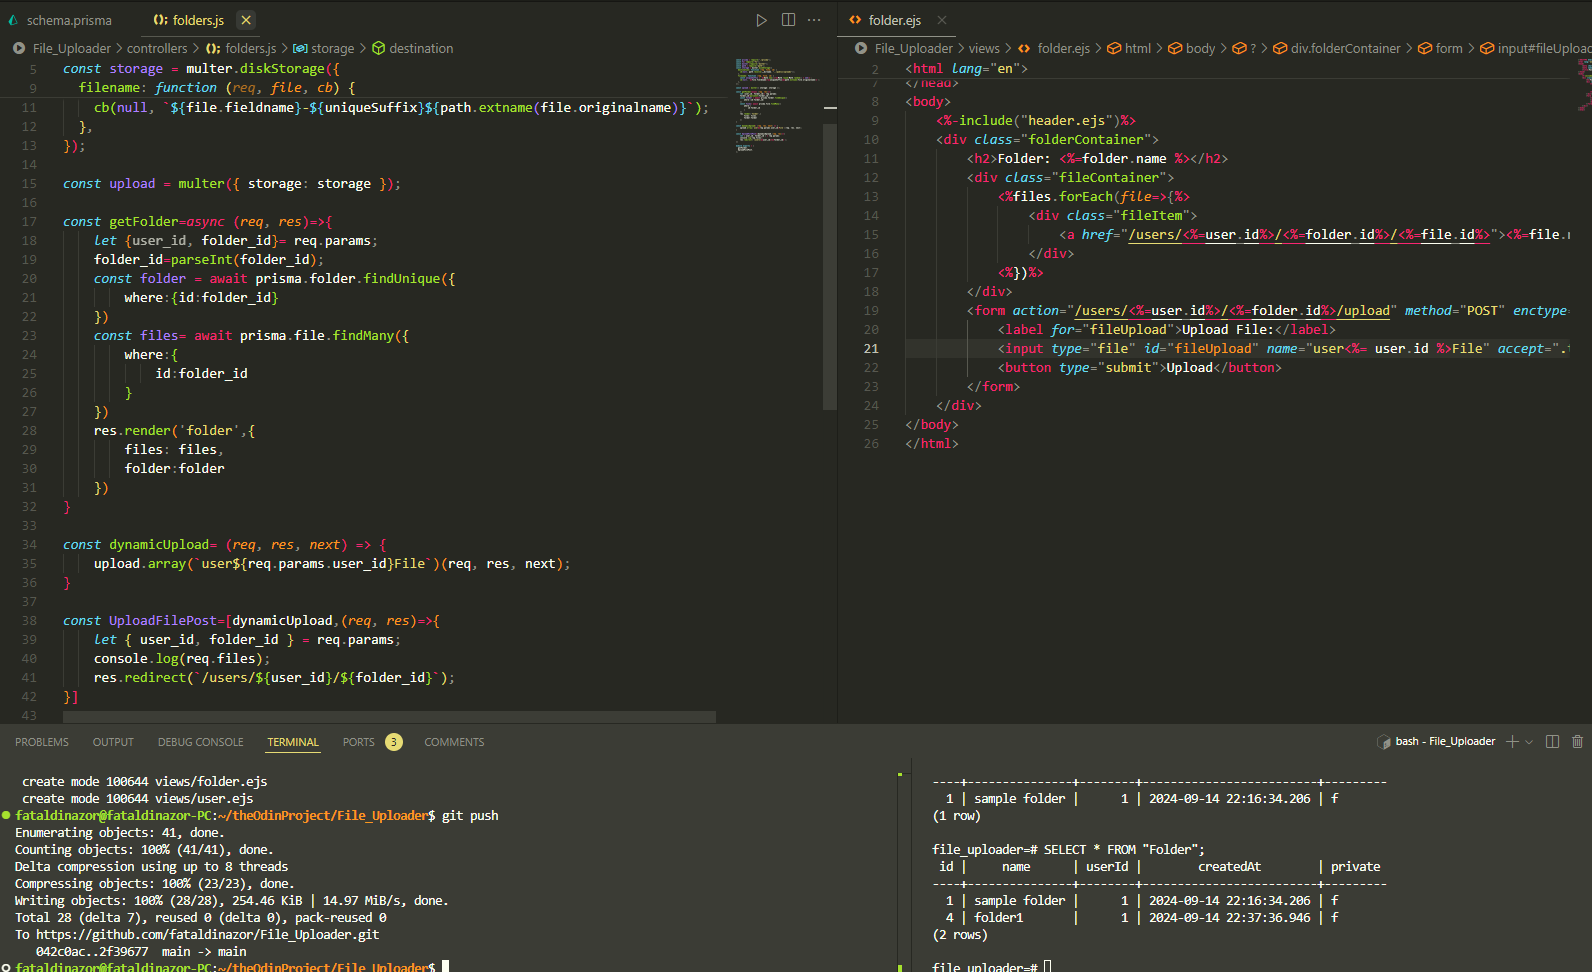 schema.prisma
(); folders.js
File_Uploader > controllers > (); folders.js > storage > destination
5 const storage = multer.diskStorage({
9 filename: function (req, file, cb) {
11 cb(null, `${file.fieldname}-${uniqueSuffix}${path.extname(file.originalname)}`);
12 },
13 });
14
15 const upload = multer({ storage: storage });
16
17 const getFolder=async (req, res)=>{
18 let {user_id, folder_id}= req.params;
19 folder_id=parseInt(folder_id);
20 const folder = await prisma.folder.findUnique({
21 where:{id:folder_id}
22 })
23 const files= await prisma.file.findMany({
24 where:{
25 id:folder_id
26 }
27 })
28 res.render('folder',{
29 files: files,
30 folder:folder
31 })
32 }
33
34 const dynamicUpload= (req, res, next) => {
35 upload.array(`user${req.params.user_id}File`)(req, res, next);
36 }
37
38 const UploadFilePost=[dynamicUpload,(req, res)=>{
39 let { user_id, folder_id } = req.params;
40 console.log(req.files);
41 res.redirect(`/users/${user_id}/${folder_id}`);
42 }]
43
folder.ejs
File_Uploader > views > folder.ejs > html > body > ? > div.folderContainer > form > input#fileUploa
2 <html lang="en">
7 </head>
8 <body>
9 <%-include("header.ejs")%>
10 <div class="folderContainer">
11 <h2>Folder: <%=folder.name %></h2>
12 <div class="fileContainer">
13 <%files.forEach(file=>{%>
14 <div class="fileItem">
15 <a href="/users/<%=user.id%>/<%=folder.id%>/<%=file.id%>"><%=file.
16 </div>
17 <%})%>
18 </div>
19 <form action="/users/<%=user.id%>/<%=folder.id%>/upload" method="POST" enctype=
20 <label for="fileUpload">Upload File:</label>
21 <input type="file" id="fileUpload" name="user<%= user.id %>File" accept=".
22 <button type="submit">Upload</button>
23 </form>
24 </div>
25 </body>
26 </html>
PROBLEMS OUTPUT DEBUG CONSOLE TERMINAL PORTS 3 COMMENTS
bash - File_Uploader
create mode 100644 views/folder.ejs
create mode 100644 views/user.ejs
fataldinazor@fataldinazor-PC:~/theOdinProject/File_Uploader$ git push
Enumerating objects: 41, done.
Counting objects: 100% (41/41), done.
Delta compression using up to 8 threads
Compressing objects: 100% (23/23), done.
Writing objects: 100% (28/28), 254.46 KiB | 14.97 MiB/s, done.
Total 28 (delta 7), reused 0 (delta 0), pack-reused 0
To https://github.com/fataldinazor/File_Uploader.git
042c0ac..2f39677 main -> main
fataldinazor@fataldinazor-PC:~/theOdinProject/File_Uploader$
----+---------------+--------+-------------------------+---------
1 | sample folder | 1 | 2024-09-14 22:16:34.206 | f
(1 row)
file_uploader=# SELECT * FROM "Folder";
id | name | userId | createdAt | private
----+---------------+--------+-------------------------+---------
1 | sample folder | 1 | 2024-09-14 22:16:34.206 | f
4 | folder1 | 1 | 2024-09-14 22:37:36.946 | f
(2 rows)
file_uploader=#